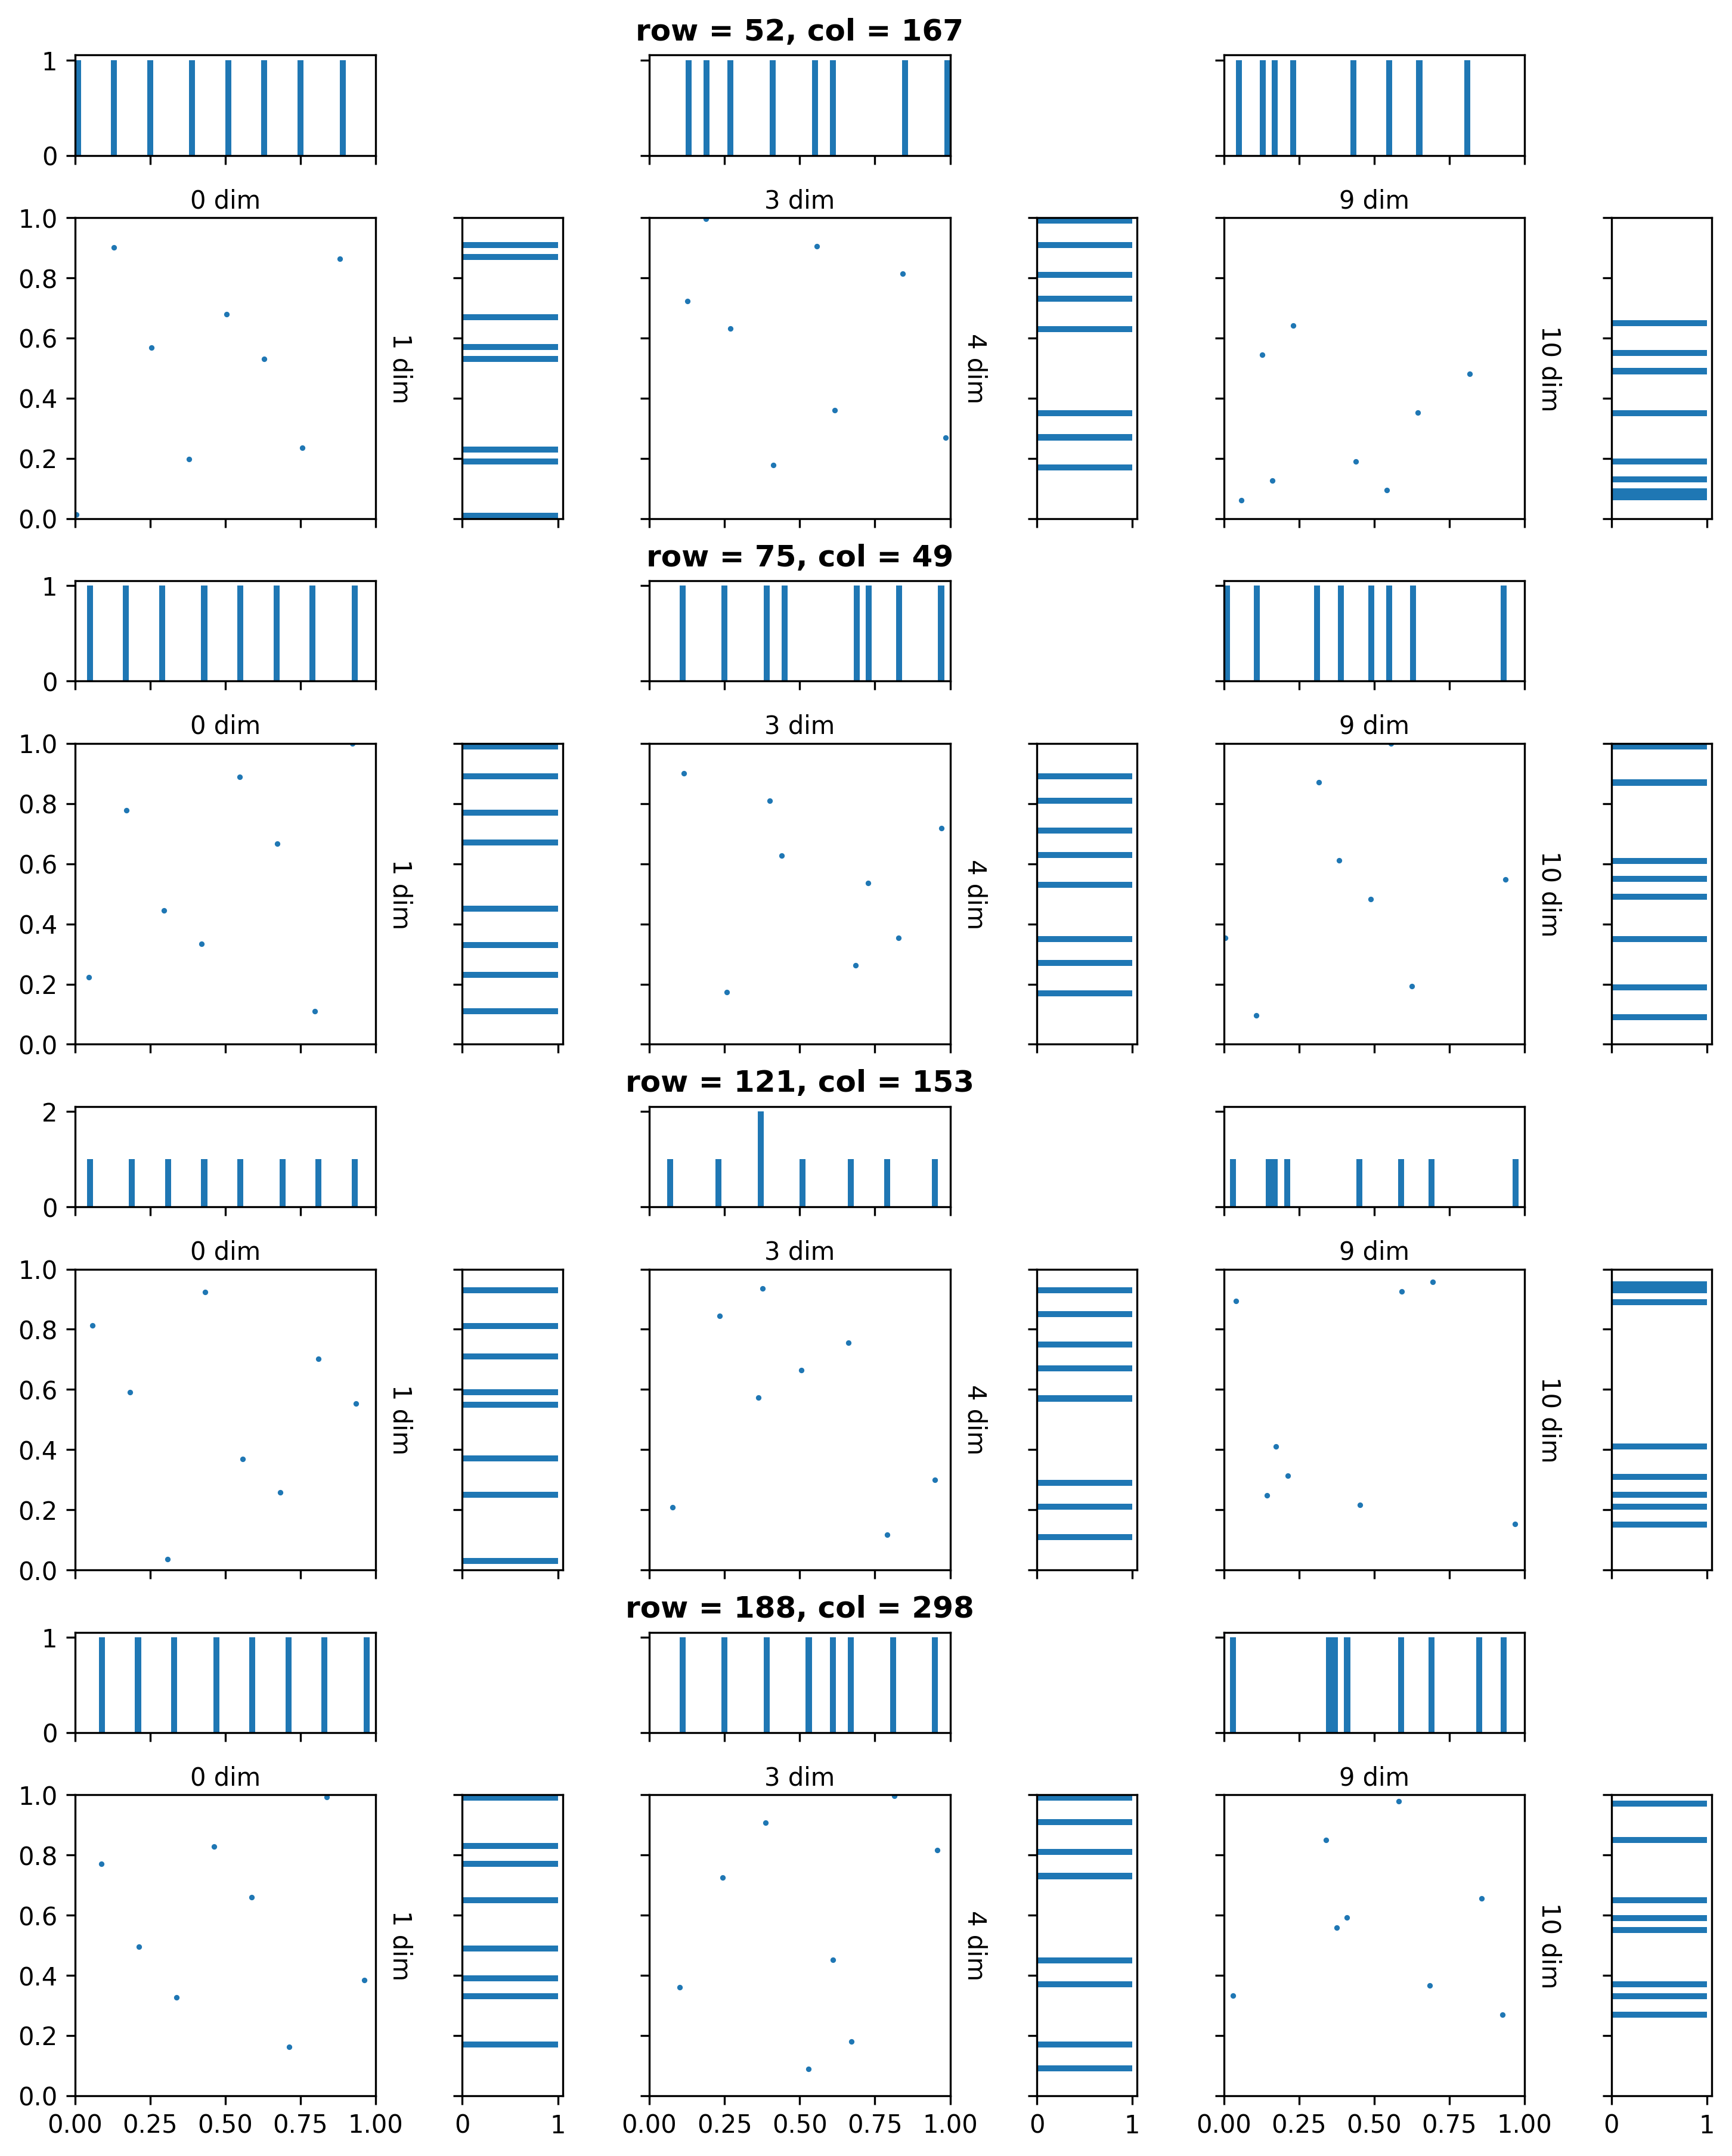 row = 52, col = 167
1
0
0 dim
3 dim
9 dim
1.0
0.8
0.6
0.4
0.2
0.0
1 dim
4 dim
10 dim
row = 75, col = 49
1
0
0 dim
3 dim
9 dim
1.0
0.8
0.6
0.4
0.2
0.0
1 dim
4 dim
10 dim
row = 121, col = 153
2
0
0 dim
3 dim
9 dim
1.0
0.8
0.6
0.4
0.2
0.0
1 dim
4 dim
10 dim
row = 188, col = 298
1
0
0 dim
3 dim
9 dim
1.0
0.8
0.6
0.4
0.2
0.0
1 dim
4 dim
10 dim
0.00 0.25 0.50 0.75 1.00 0 1 0.00 0.25 0.50 0.75 1.00 0 1 0.00 0.25 0.50 0.75 1.00 0 1